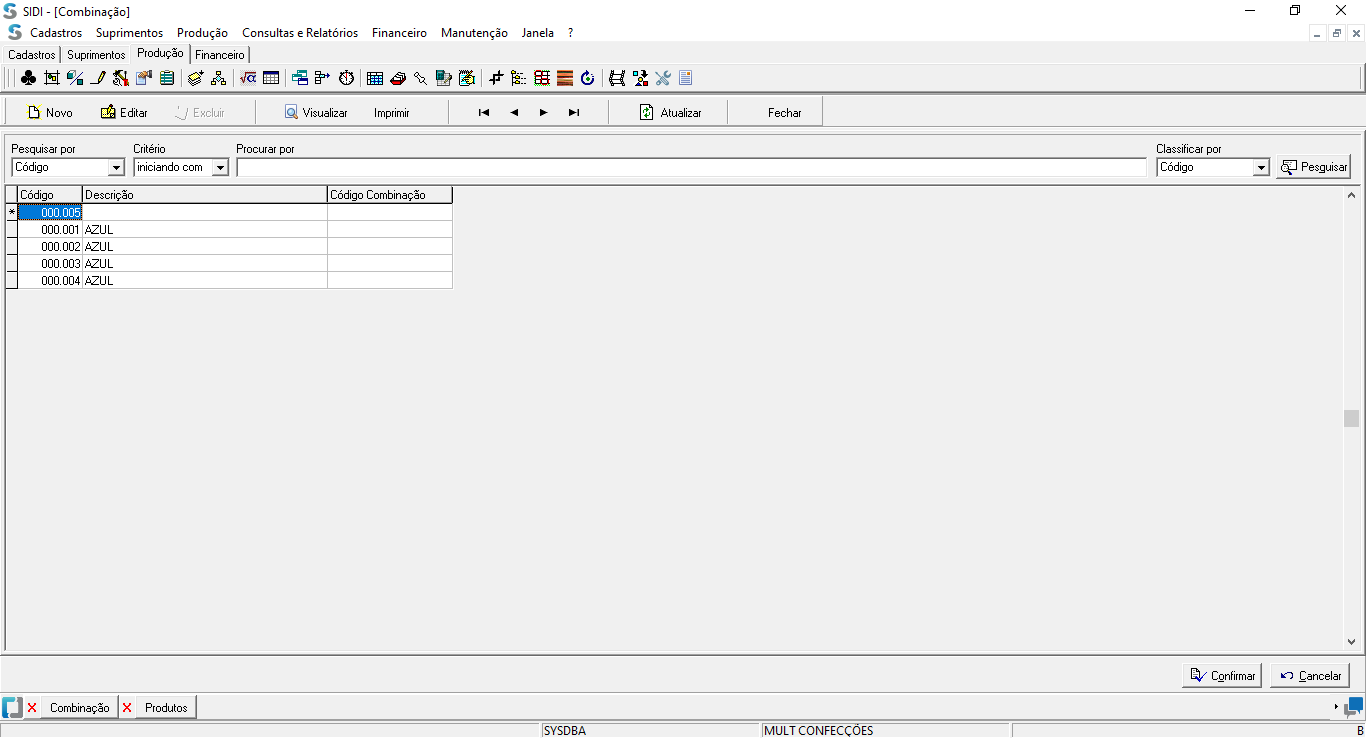 SIDI - [Combinação]
Cadastros Suprimentos Produção Consultas e Relatórios Financeiro Manutenção Janela ?
Cadastros Suprimentos Produção Financeiro
Novo Editar Excluir Visualizar Imprimir Atualizar Fechar
Pesquisar por Critério Procurar por Classificar por
Código iniciando com Código Pesquisar
Código Descrição Código Combinação
* 000.005
000.001 AZUL
000.002 AZUL
000.003 AZUL
000.004 AZUL
Confirmar Cancelar
Combinação Produtos
SYSDBA MULT CONFECÇÕES B